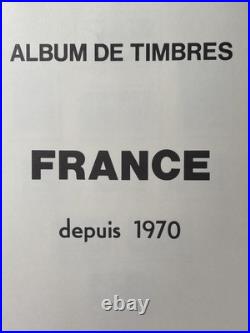 ALBUM DE TIMBRES
FRANCE
depuis 1970